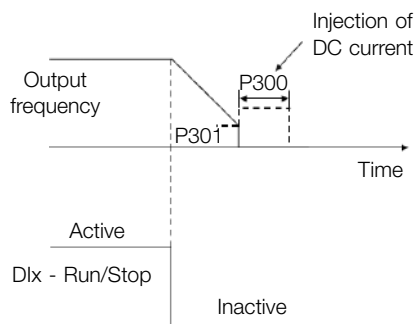 Injection of
DC current
Output
frequency
P300
P301
Time
Active
DIx - Run/Stop
Inactive